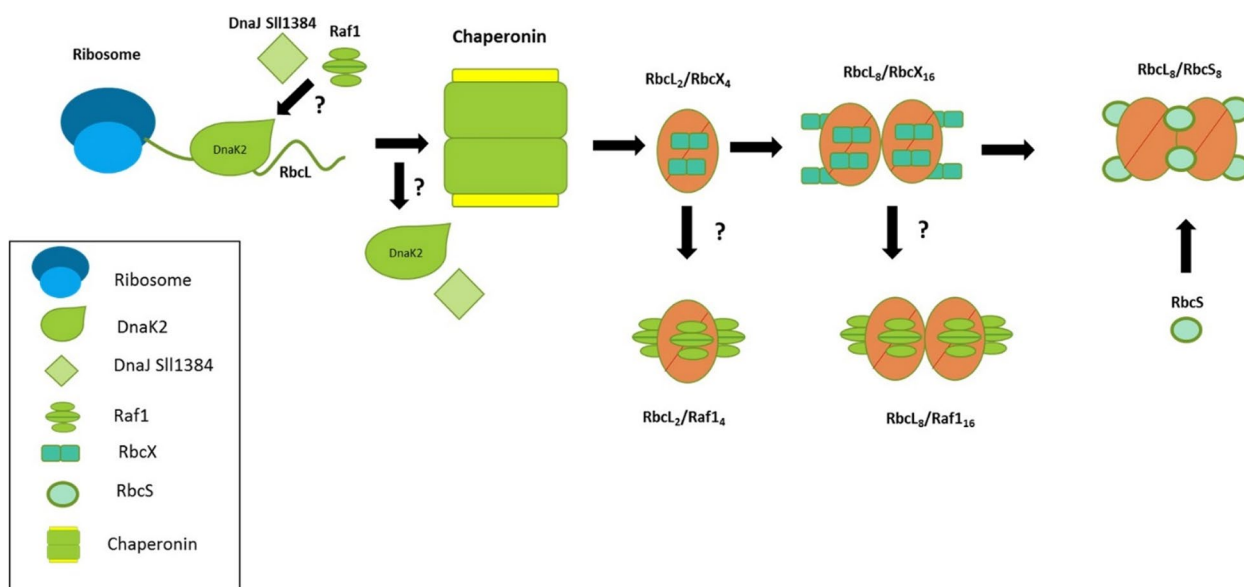 DnaJ Sll1384
Raf1
Ribosome
Chaperonin
RbcL₂/RbcX₄
RbcL₈/RbcX₁₆
RbcL₈/RbcS₈
?
DnaK2
RbcL
?
DnaK2
?
?
RbcS
RbcL₂/Raf1₄
RbcL₈/Raf1₁₆
Ribosome
DnaK2
DnaJ Sll1384
Raf1
RbcX
RbcS
Chaperonin